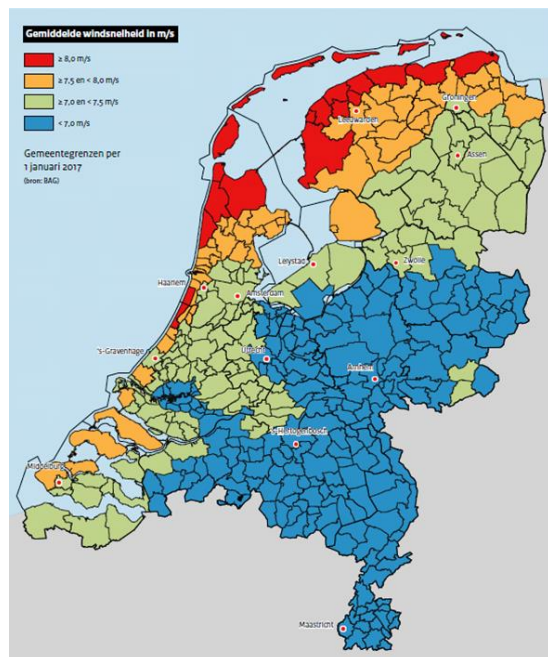 Gemiddelde windsnelheid in m/s
≥ 8,0 m/s
≥ 7,5 en < 8,0 m/s
≥ 7,0 en < 7,5 m/s
< 7,0 m/s
Gemeentegrenzen per
1 januari 2017
(bron: BAG)
Groningen
Leeuwarden
Assen
Zwolle
Lelystad
Haarlem
Amsterdam
's-Gravenhage
Utrecht
Arnhem
's-Hertogenbosch
Middelburg
Maastricht